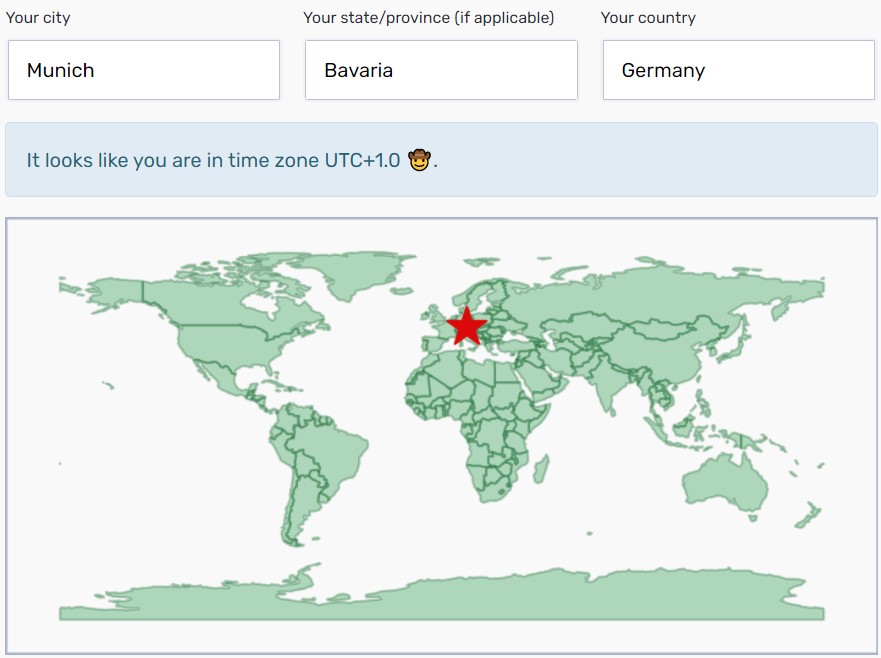 Your city
Your state/province (if applicable)
Your country
Munich
Bavaria
Germany
It looks like you are in time zone UTC+1.0 🤠.